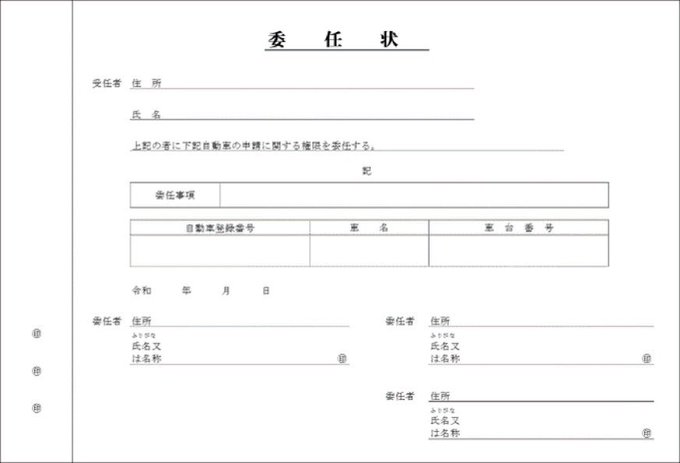 委 任 状
受任者 住 所
氏 名
上記の者に下記自動車の申請に関する権限を委任する。
記
委任事項
自動車登録番号 車 名 車 台 番 号
令和 年 月 日
委任者 住所
ふりがな
氏名又
は名称 ㊞
委任者 住所
ふりがな
氏名又
は名称 ㊞
委任者 住所
ふりがな
氏名又
は名称 ㊞
㊞
㊞
㊞